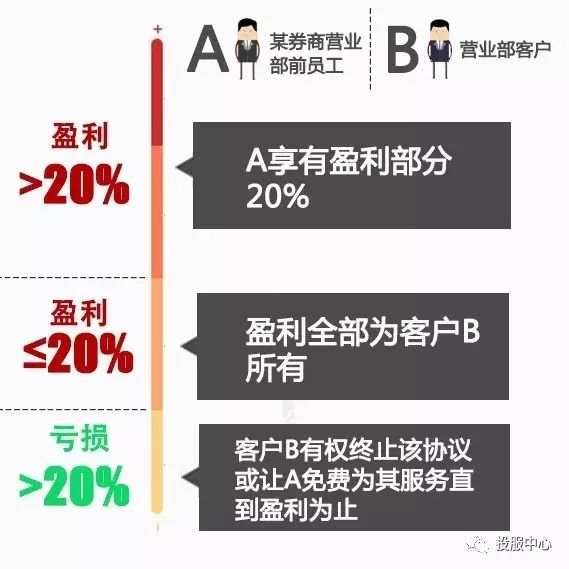 +
A 某券商营业
部前员工
B 营业部客户
盈利
>20%
A享有盈利部分
20%
盈利
≤20%
盈利全部为客户B
所有
亏损
>20%
客户B有权终止该协议
或让A免费为其服务直
到盈利为止
投服中心